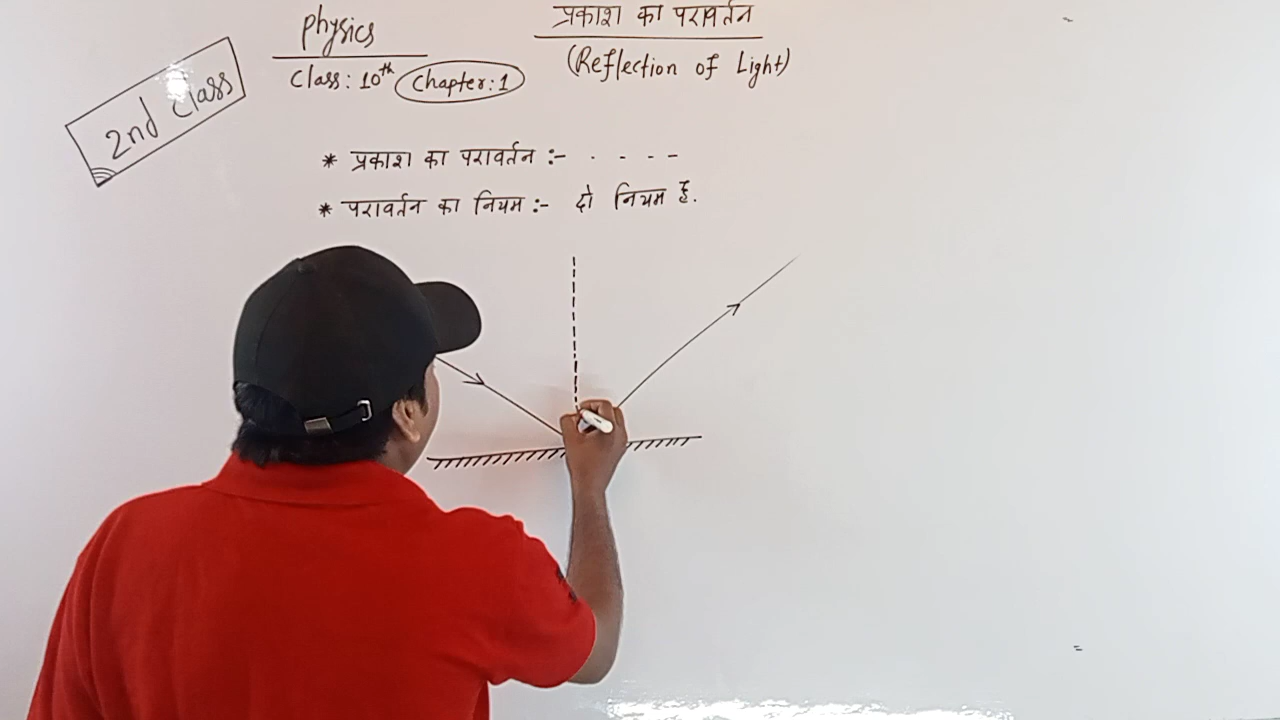 Physics
Class: 10th Chapter: 1
प्रकाश का परावर्तन
(Reflection of Light)
2nd Class
* प्रकाश का परावर्तन :- . - - -
* परावर्तन का नियम :- दो नियम है.